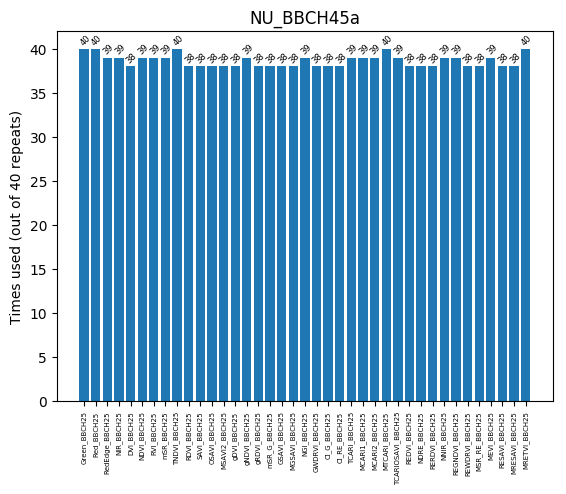 NU_BBCH45a
Times used (out of 40 repeats)
40
35
30
25
20
15
10
5
0
40
40
39
39
38
39
39
39
40
38
38
38
38
38
39
38
38
38
38
39
38
38
38
39
39
39
40
39
38
38
38
39
39
38
38
39
38
38
40
Green_BBCH25
Red_BBCH25
RedEdge_BBCH25
NIR_BBCH25
DVI_BBCH25
NDVI_BBCH25
RVI_BBCH25
mSR_BBCH25
TNDVI_BBCH25
RDVI_BBCH25
SAVI_BBCH25
OSAVI_BBCH25
MSAVI2_BBCH25
gDVI_BBCH25
gNDVI_BBCH25
gRDVI_BBCH25
mSR_G_BBCH25
GSAVI_BBCH25
MGSAVI_BBCH25
NGI_BBCH25
GWDRVI_BBCH25
CI_G_BBCH25
CI_RE_BBCH25
TCARI_BBCH25
MCARI1_BBCH25
MCARI2_BBCH25
MTCARI_BBCH25
TCARIOSAVI_BBCH25
REDVI_BBCH25
NDRE_BBCH25
RERDVI_BBCH25
NNIR_BBCH25
REGNDVI_BBCH25
REWDRVI_BBCH25
MSR_RE_BBCH25
MEVI_BBCH25
RESAVI_BBCH25
MRESAVI_BBCH25
MRETVI_BBCH25